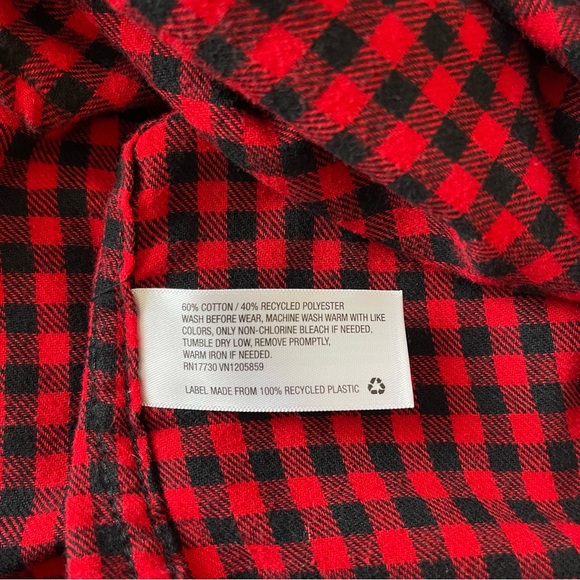 60% COTTON / 40% RECYCLED POLYESTER
WASH BEFORE WEAR, MACHINE WASH WARM WITH LIKE
COLORS, ONLY NON-CHLORINE BLEACH IF NEEDED.
TUMBLE DRY LOW, REMOVE PROMPTLY,
WARM IRON IF NEEDED.
RN17730 VN1205859
LABEL MADE FROM 100% RECYCLED PLASTIC